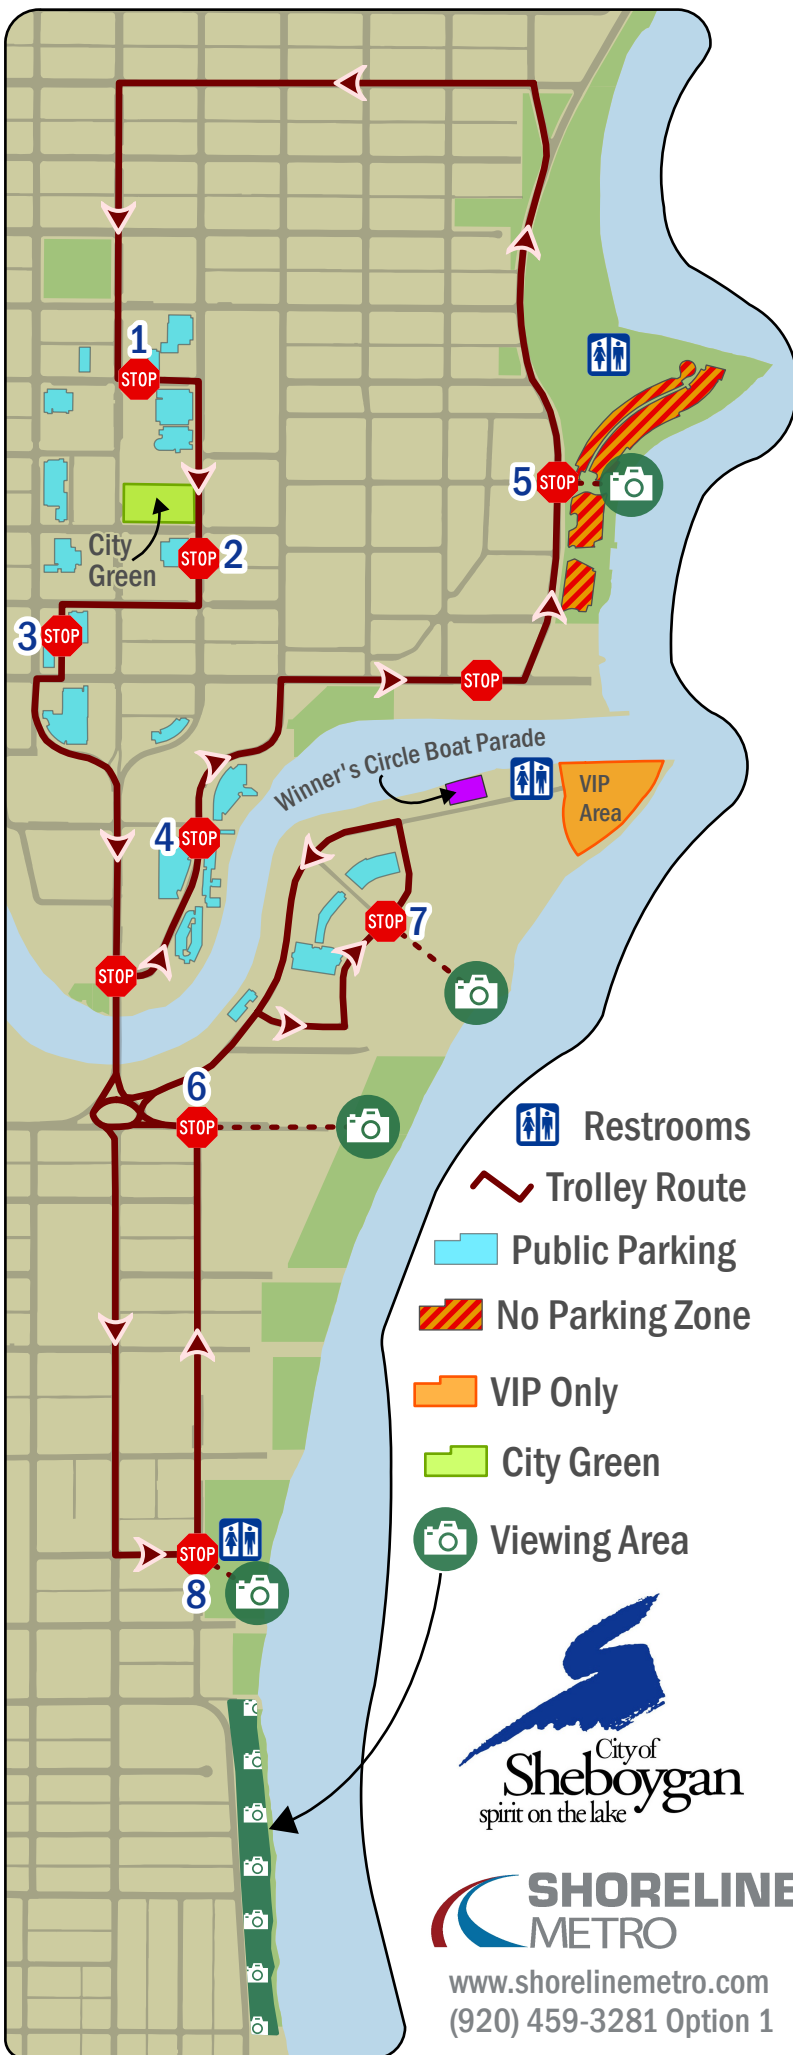 1
STOP
5
STOP
City
Green
STOP
2
3
STOP
STOP
Winner's Circle Boat Parade
VIP
Area
4
STOP
STOP
7
STOP
6
STOP
Restrooms
Trolley Route
Public Parking
No Parking Zone
VIP Only
City Green
Viewing Area
STOP
8
City of
Sheboygan
spirit on the lake
SHORELINE
METRO
www.shorelinemetro.com
(920) 459-3281 Option 1